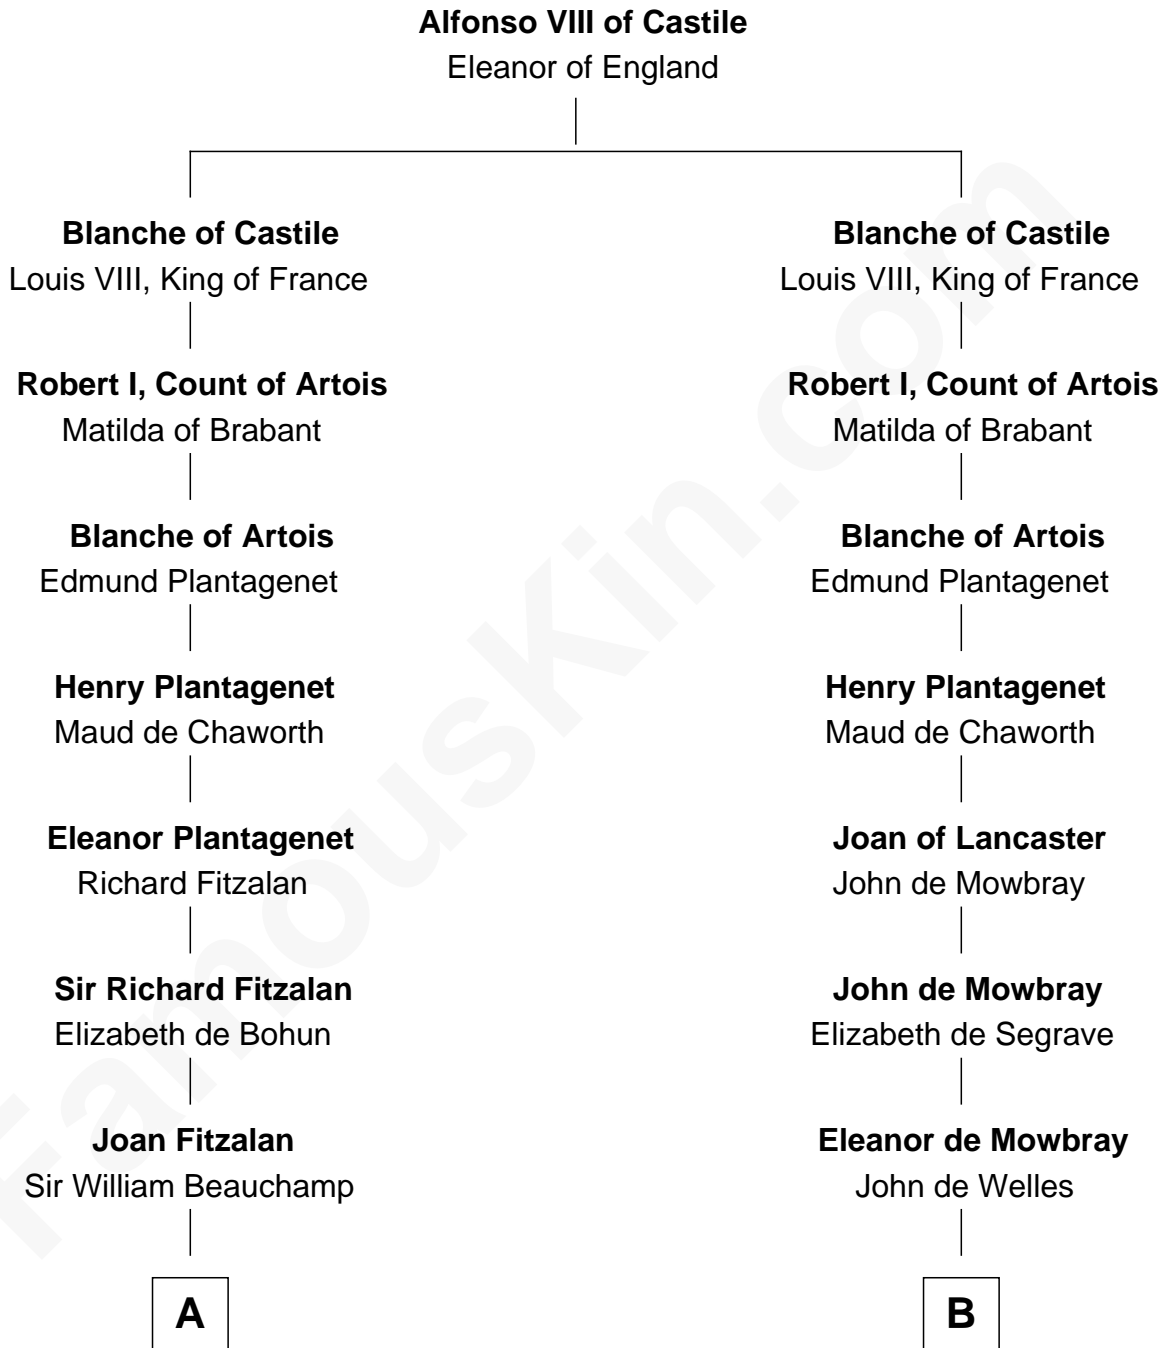 Alfonso VIII of Castile
Eleanor of England
Blanche of Castile
Louis VIII, King of France
Robert I, Count of Artois
Matilda of Brabant
Blanche of Artois
Edmund Plantagenet
Henry Plantagenet
Maud de Chaworth
Eleanor Plantagenet
Richard Fitzalan
Sir Richard Fitzalan
Elizabeth de Bohun
Joan Fitzalan
Sir William Beauchamp
A
Blanche of Castile
Louis VIII, King of France
Robert I, Count of Artois
Matilda of Brabant
Blanche of Artois
Edmund Plantagenet
Henry Plantagenet
Maud de Chaworth
Joan of Lancaster
John de Mowbray
John de Mowbray
Elizabeth de Segrave
Eleanor de Mowbray
John de Welles
B
FamousKin.com